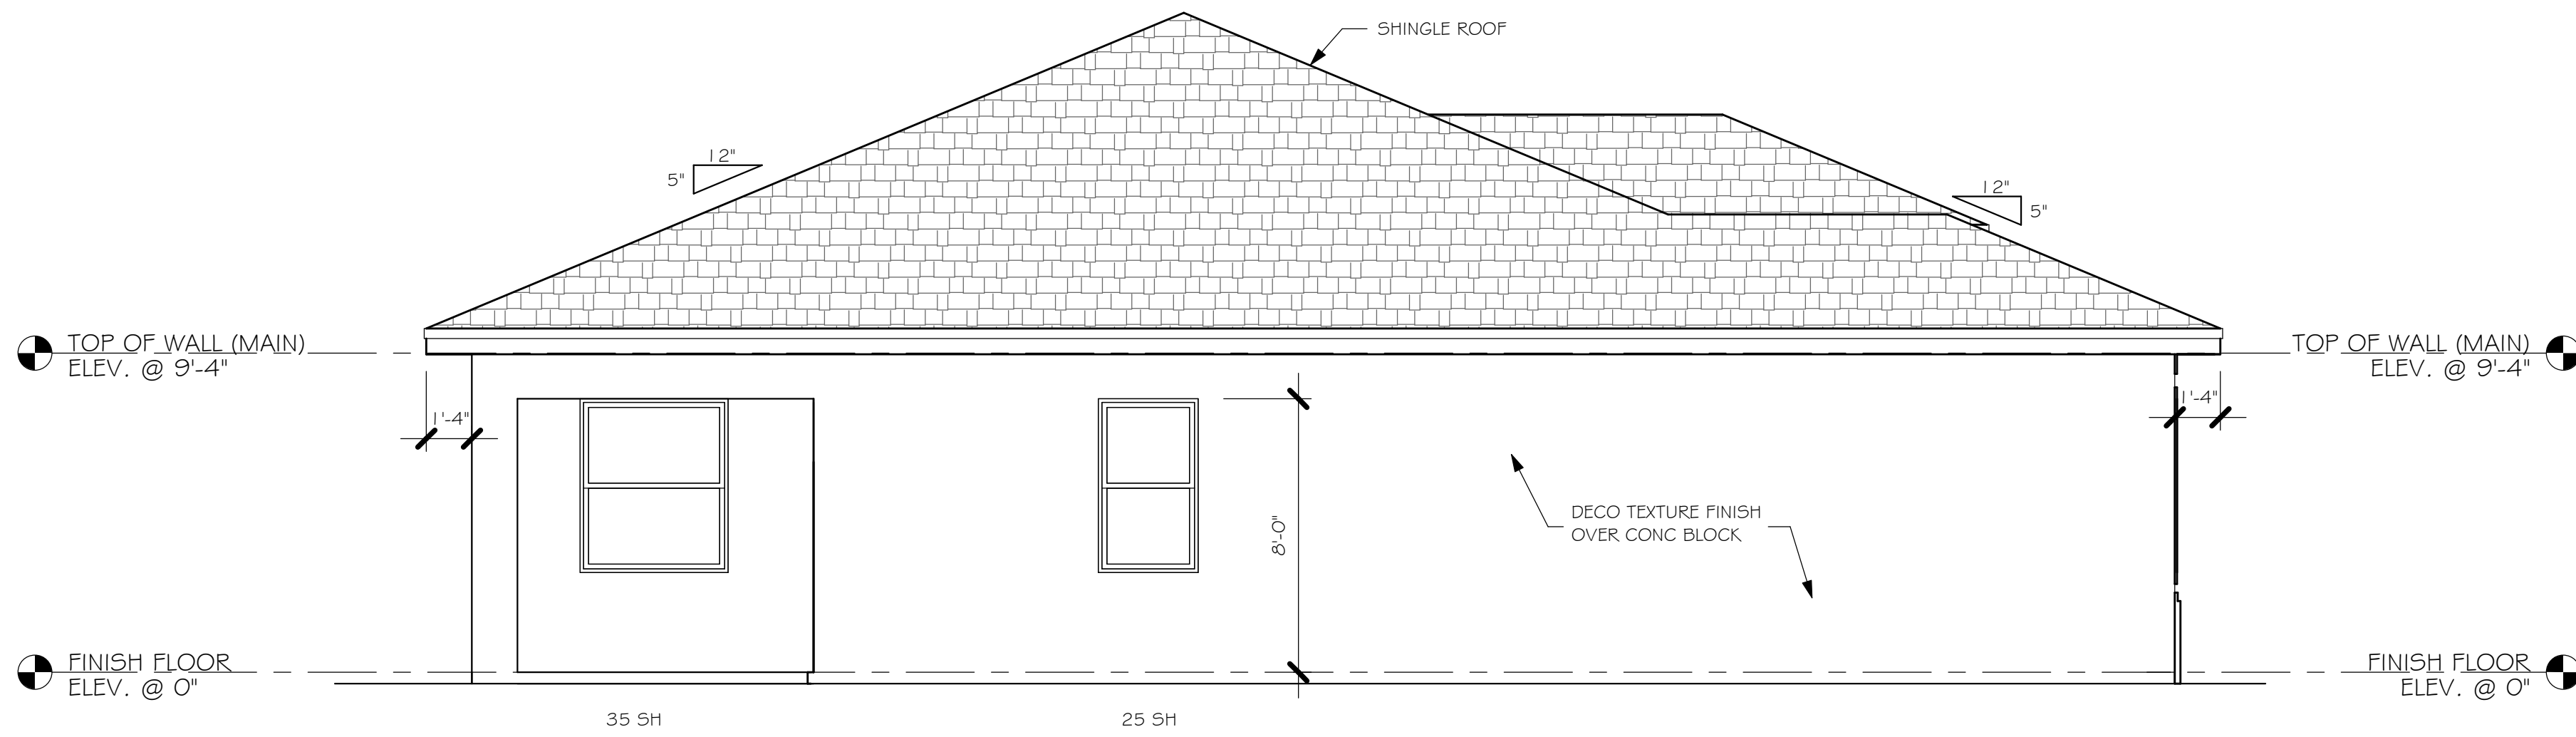 SHINGLE ROOF
12"
5"
12"
5"
TOP OF WALL (MAIN)
ELEV. @ 9'-4"
TOP OF WALL (MAIN)
ELEV. @ 9'-4"
1'-4"
1'-4"
8'-0"
DECO TEXTURE FINISH
OVER CONC BLOCK
FINISH FLOOR
ELEV. @ 0"
FINISH FLOOR
ELEV. @ 0"
35 SH
25 SH